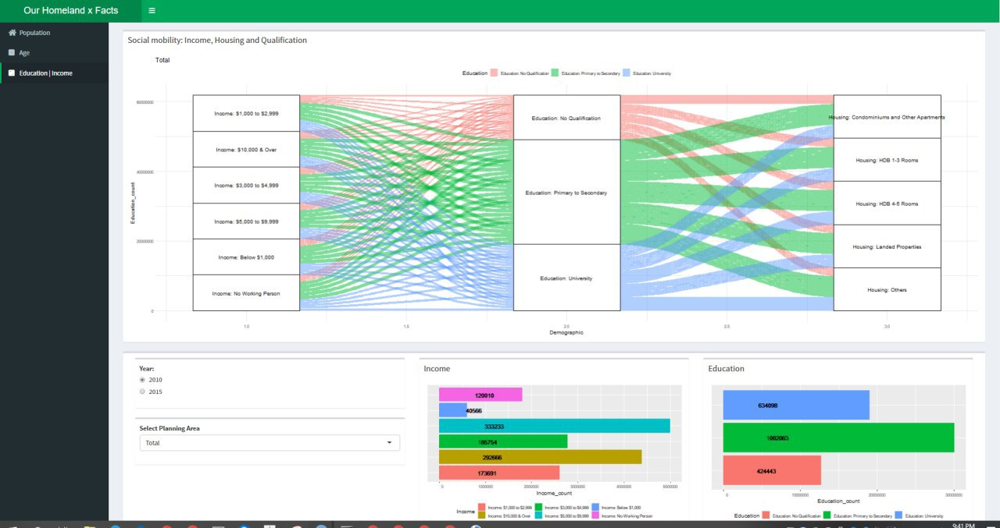 Our Homeland x Facts
Population
Age
Education | Income
Social mobility: Income, Housing and Qualification
Total
Education Education: No Qualification Education: Primary to Secondary Education: University
Education_count
6000000
4000000
2000000
0
Income: $1,000 to $2,999
Income: $10,000 & Over
Income: $3,000 to $4,999
Income: $5,000 to $9,999
Income: Below $1,000
Income: No Working Person
Education: No Qualification
Education: Primary to Secondary
Education: University
Housing: Condominiums and Other Apartments
Housing: HDB 1-3 Rooms
Housing: HDB 4-5 Rooms
Housing: Landed Properties
Housing: Others
1.0 1.5 2.0 2.5 3.0
Demographic
Year:
2010
2015
Select Planning Area
Total
Income
120010
40566
333233
185754
292666
173691
0 1000000 2000000 3000000 4000000 5000000
Income_count
Income Income: $1,000 to $2,999 Income: $3,000 to $4,999 Income: Below $1,000
Income: $10,000 & Over Income: $5,000 to $9,999 Income: No Working Person
Education
634098
1002083
424443
0 1000000 2000000 3000000
Education_count
Education Education: No Qualification Education: Primary to Secondary Education: University
9:41 PM